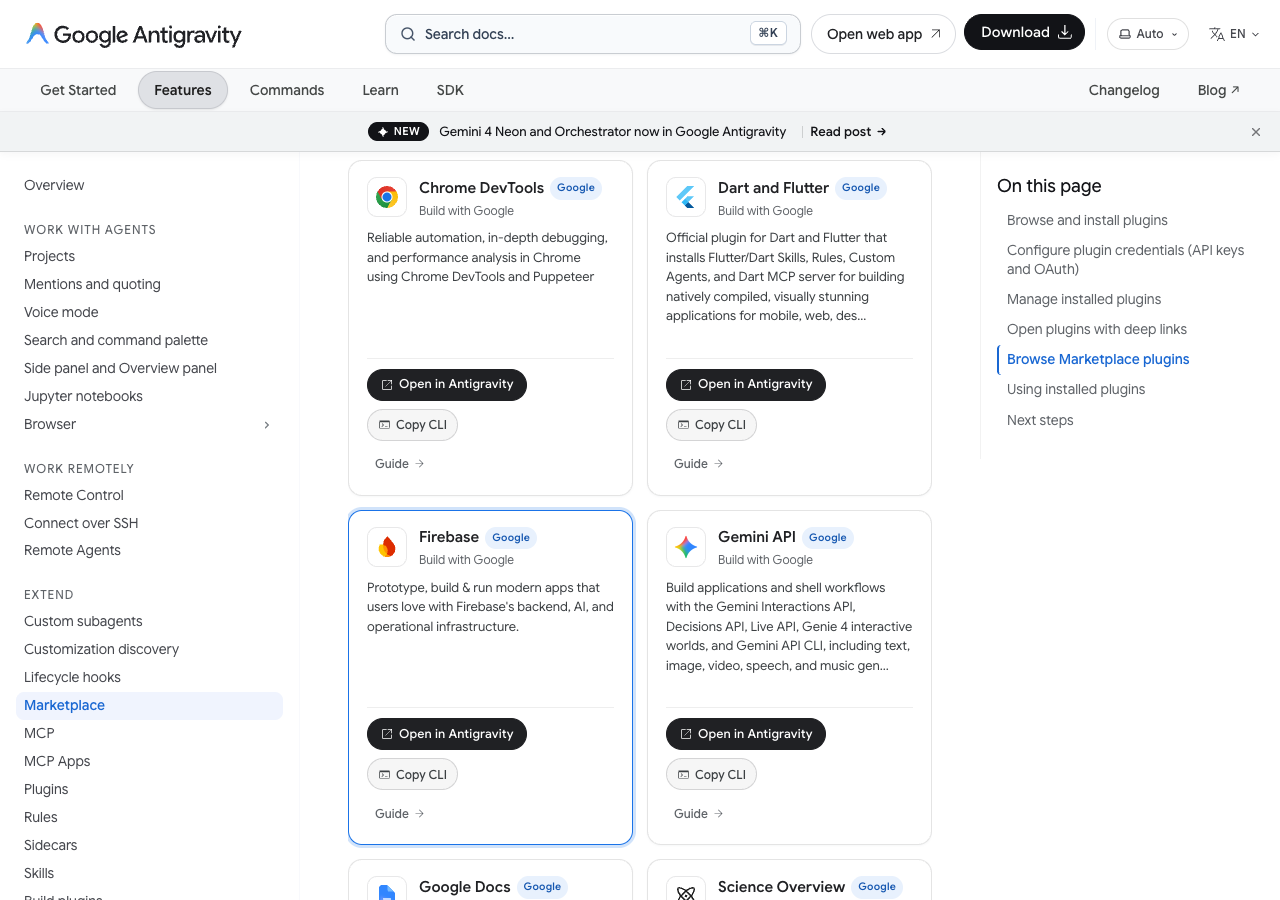 Google Antigravity
Search docs...
⌘K
Open web app
Download
Auto
EN
Get Started
Features
Commands
Learn
SDK
Changelog
Blog
NEW
Gemini 4 Neon and Orchestrator now in Google Antigravity
Read post →
Overview
WORK WITH AGENTS
Projects
Mentions and quoting
Voice mode
Search and command palette
Side panel and Overview panel
Jupyter notebooks
Browser
WORK REMOTELY
Remote Control
Connect over SSH
Remote Agents
EXTEND
Custom subagents
Customization discovery
Lifecycle hooks
Marketplace
MCP
MCP Apps
Plugins
Rules
Sidecars
Skills
Build plugins
Chrome DevTools Google
Build with Google
Reliable automation, in-depth debugging,
and performance analysis in Chrome
using Chrome DevTools and Puppeteer
Open in Antigravity
Copy CLI
Guide →
Dart and Flutter Google
Build with Google
Official plugin for Dart and Flutter that
installs Flutter/Dart Skills, Rules, Custom
Agents, and Dart MCP server for building
natively compiled, visually stunning
applications for mobile, web, des...
Open in Antigravity
Copy CLI
Guide →
Firebase Google
Build with Google
Prototype, build & run modern apps that
users love with Firebase's backend, AI, and
operational infrastructure.
Open in Antigravity
Copy CLI
Guide →
Gemini API Google
Build with Google
Build applications and shell workflows
with the Gemini Interactions API,
Decisions API, Live API, Genie 4 interactive
worlds, and Gemini API CLI, including text,
image, video, speech, and music gen...
Open in Antigravity
Copy CLI
Guide →
Google Docs Google
Science Overview Google
On this page
Browse and install plugins
Configure plugin credentials (API keys
and OAuth)
Manage installed plugins
Open plugins with deep links
Browse Marketplace plugins
Using installed plugins
Next steps